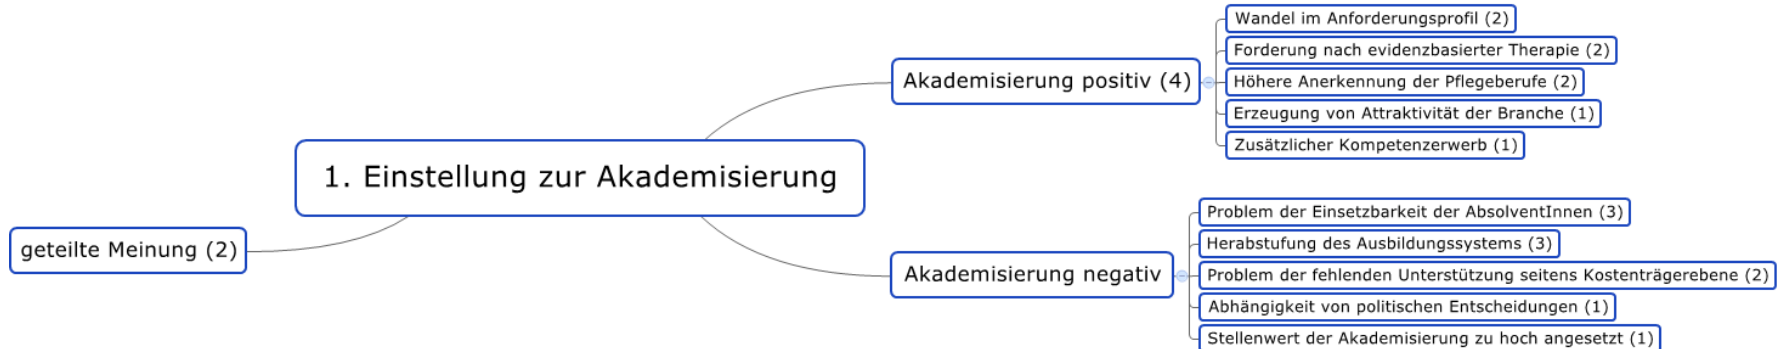 1. Einstellung zur Akademisierung
geteilte Meinung (2)
Akademisierung positiv (4)
Wandel im Anforderungsprofil (2)
Forderung nach evidenzbasierter Therapie (2)
Höhere Anerkennung der Pflegeberufe (2)
Erzeugung von Attraktivität der Branche (1)
Zusätzlicher Kompetenzerwerb (1)
Akademisierung negativ
Problem der Einsetzbarkeit der AbsolventInnen (3)
Herabstufung des Ausbildungssystems (3)
Problem der fehlenden Unterstützung seitens Kostenträgerebene (2)
Abhängigkeit von politischen Entscheidungen (1)
Stellenwert der Akademisierung zu hoch angesetzt (1)